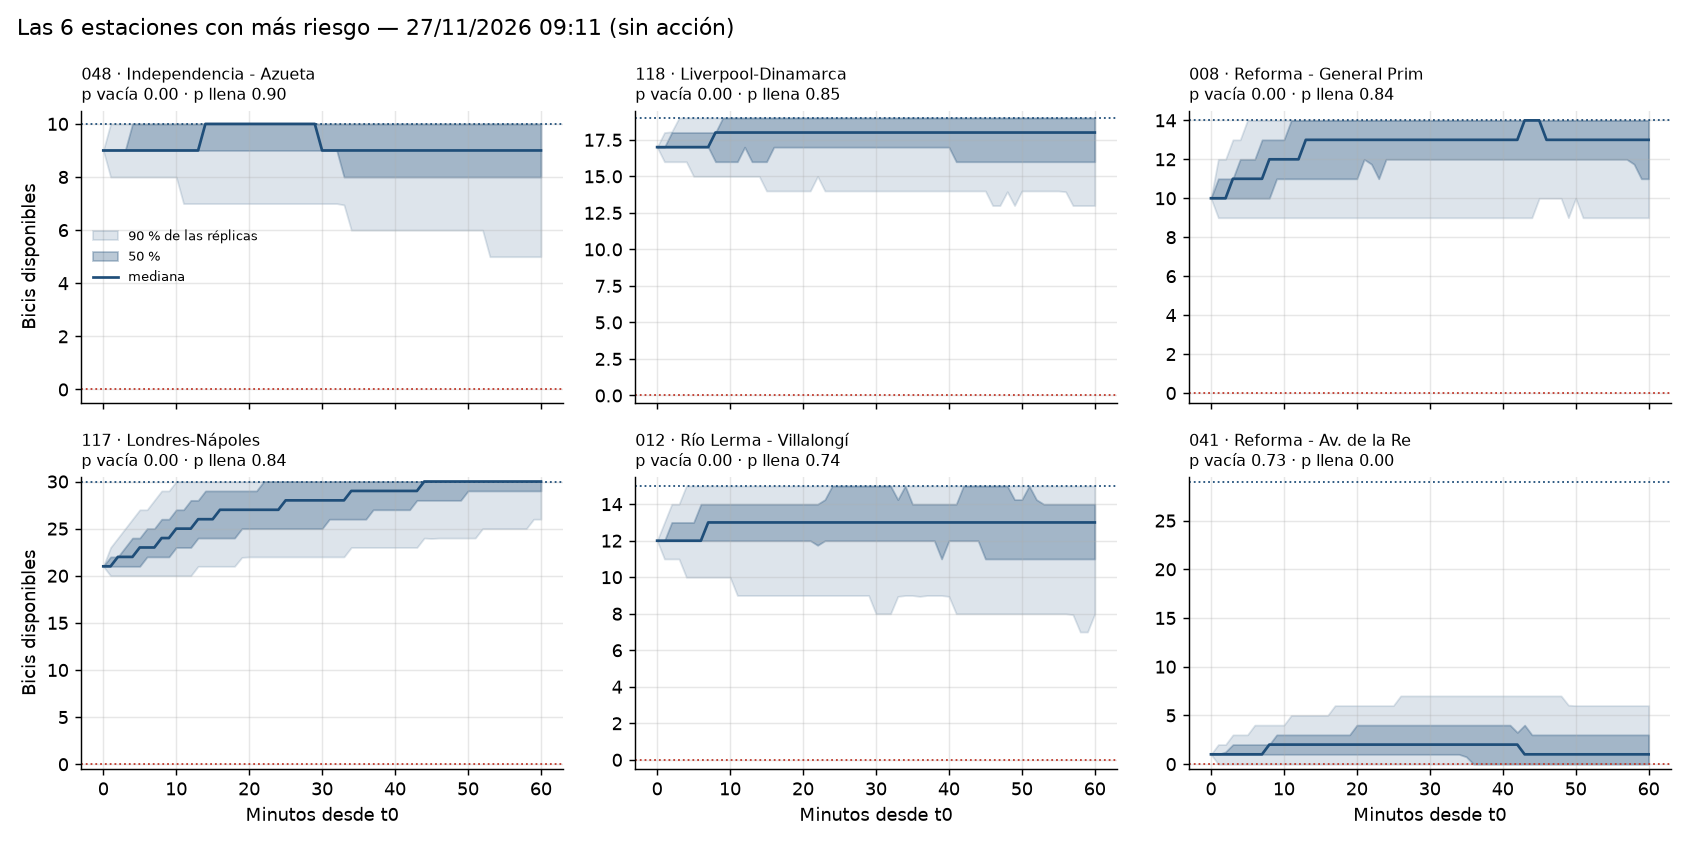 Las 6 estaciones con más riesgo — 27/11/2026 09:11 (sin acción)
048 · Independencia - Azueta
p vacía 0.00 · p llena 0.90
10
8
6
4
2
0
Bicis disponibles
90 % de las réplicas
50 %
mediana
118 · Liverpool-Dinamarca
p vacía 0.00 · p llena 0.85
17.5
15.0
12.5
10.0
7.5
5.0
2.5
0.0
008 · Reforma - General Prim
p vacía 0.00 · p llena 0.84
14
12
10
8
6
4
2
0
117 · Londres-Nápoles
p vacía 0.00 · p llena 0.84
30
25
20
15
10
5
0
Bicis disponibles
0 10 20 30 40 50 60
Minutos desde t0
012 · Río Lerma - Villalongí
p vacía 0.00 · p llena 0.74
14
12
10
8
6
4
2
0
0 10 20 30 40 50 60
Minutos desde t0
041 · Reforma - Av. de la Re
p vacía 0.73 · p llena 0.00
25
20
15
10
5
0
0 10 20 30 40 50 60
Minutos desde t0